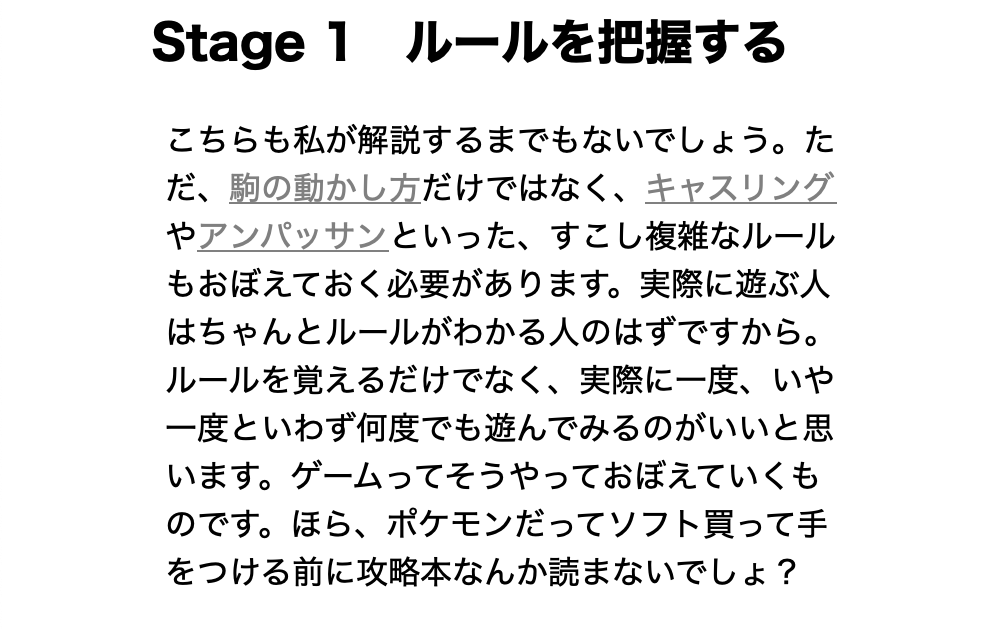 Stage 1　ルールを把握する
こちらも私が解説するまでもないでしょう。た
だ、駒の動かし方だけではなく、キャスリング
やアンパッサンといった、すこし複雑なルール
もおぼえておく必要があります。実際に遊ぶ人
はちゃんとルールがわかる人のはずですから。
ルールを覚えるだけでなく、実際に一度、いや
一度といわず何度でも遊んでみるのがいいと思
います。ゲームってそうやっておぼえていくも
のです。ほら、ポケモンだってソフト買って手
をつける前に攻略本なんか読まないでしょ？